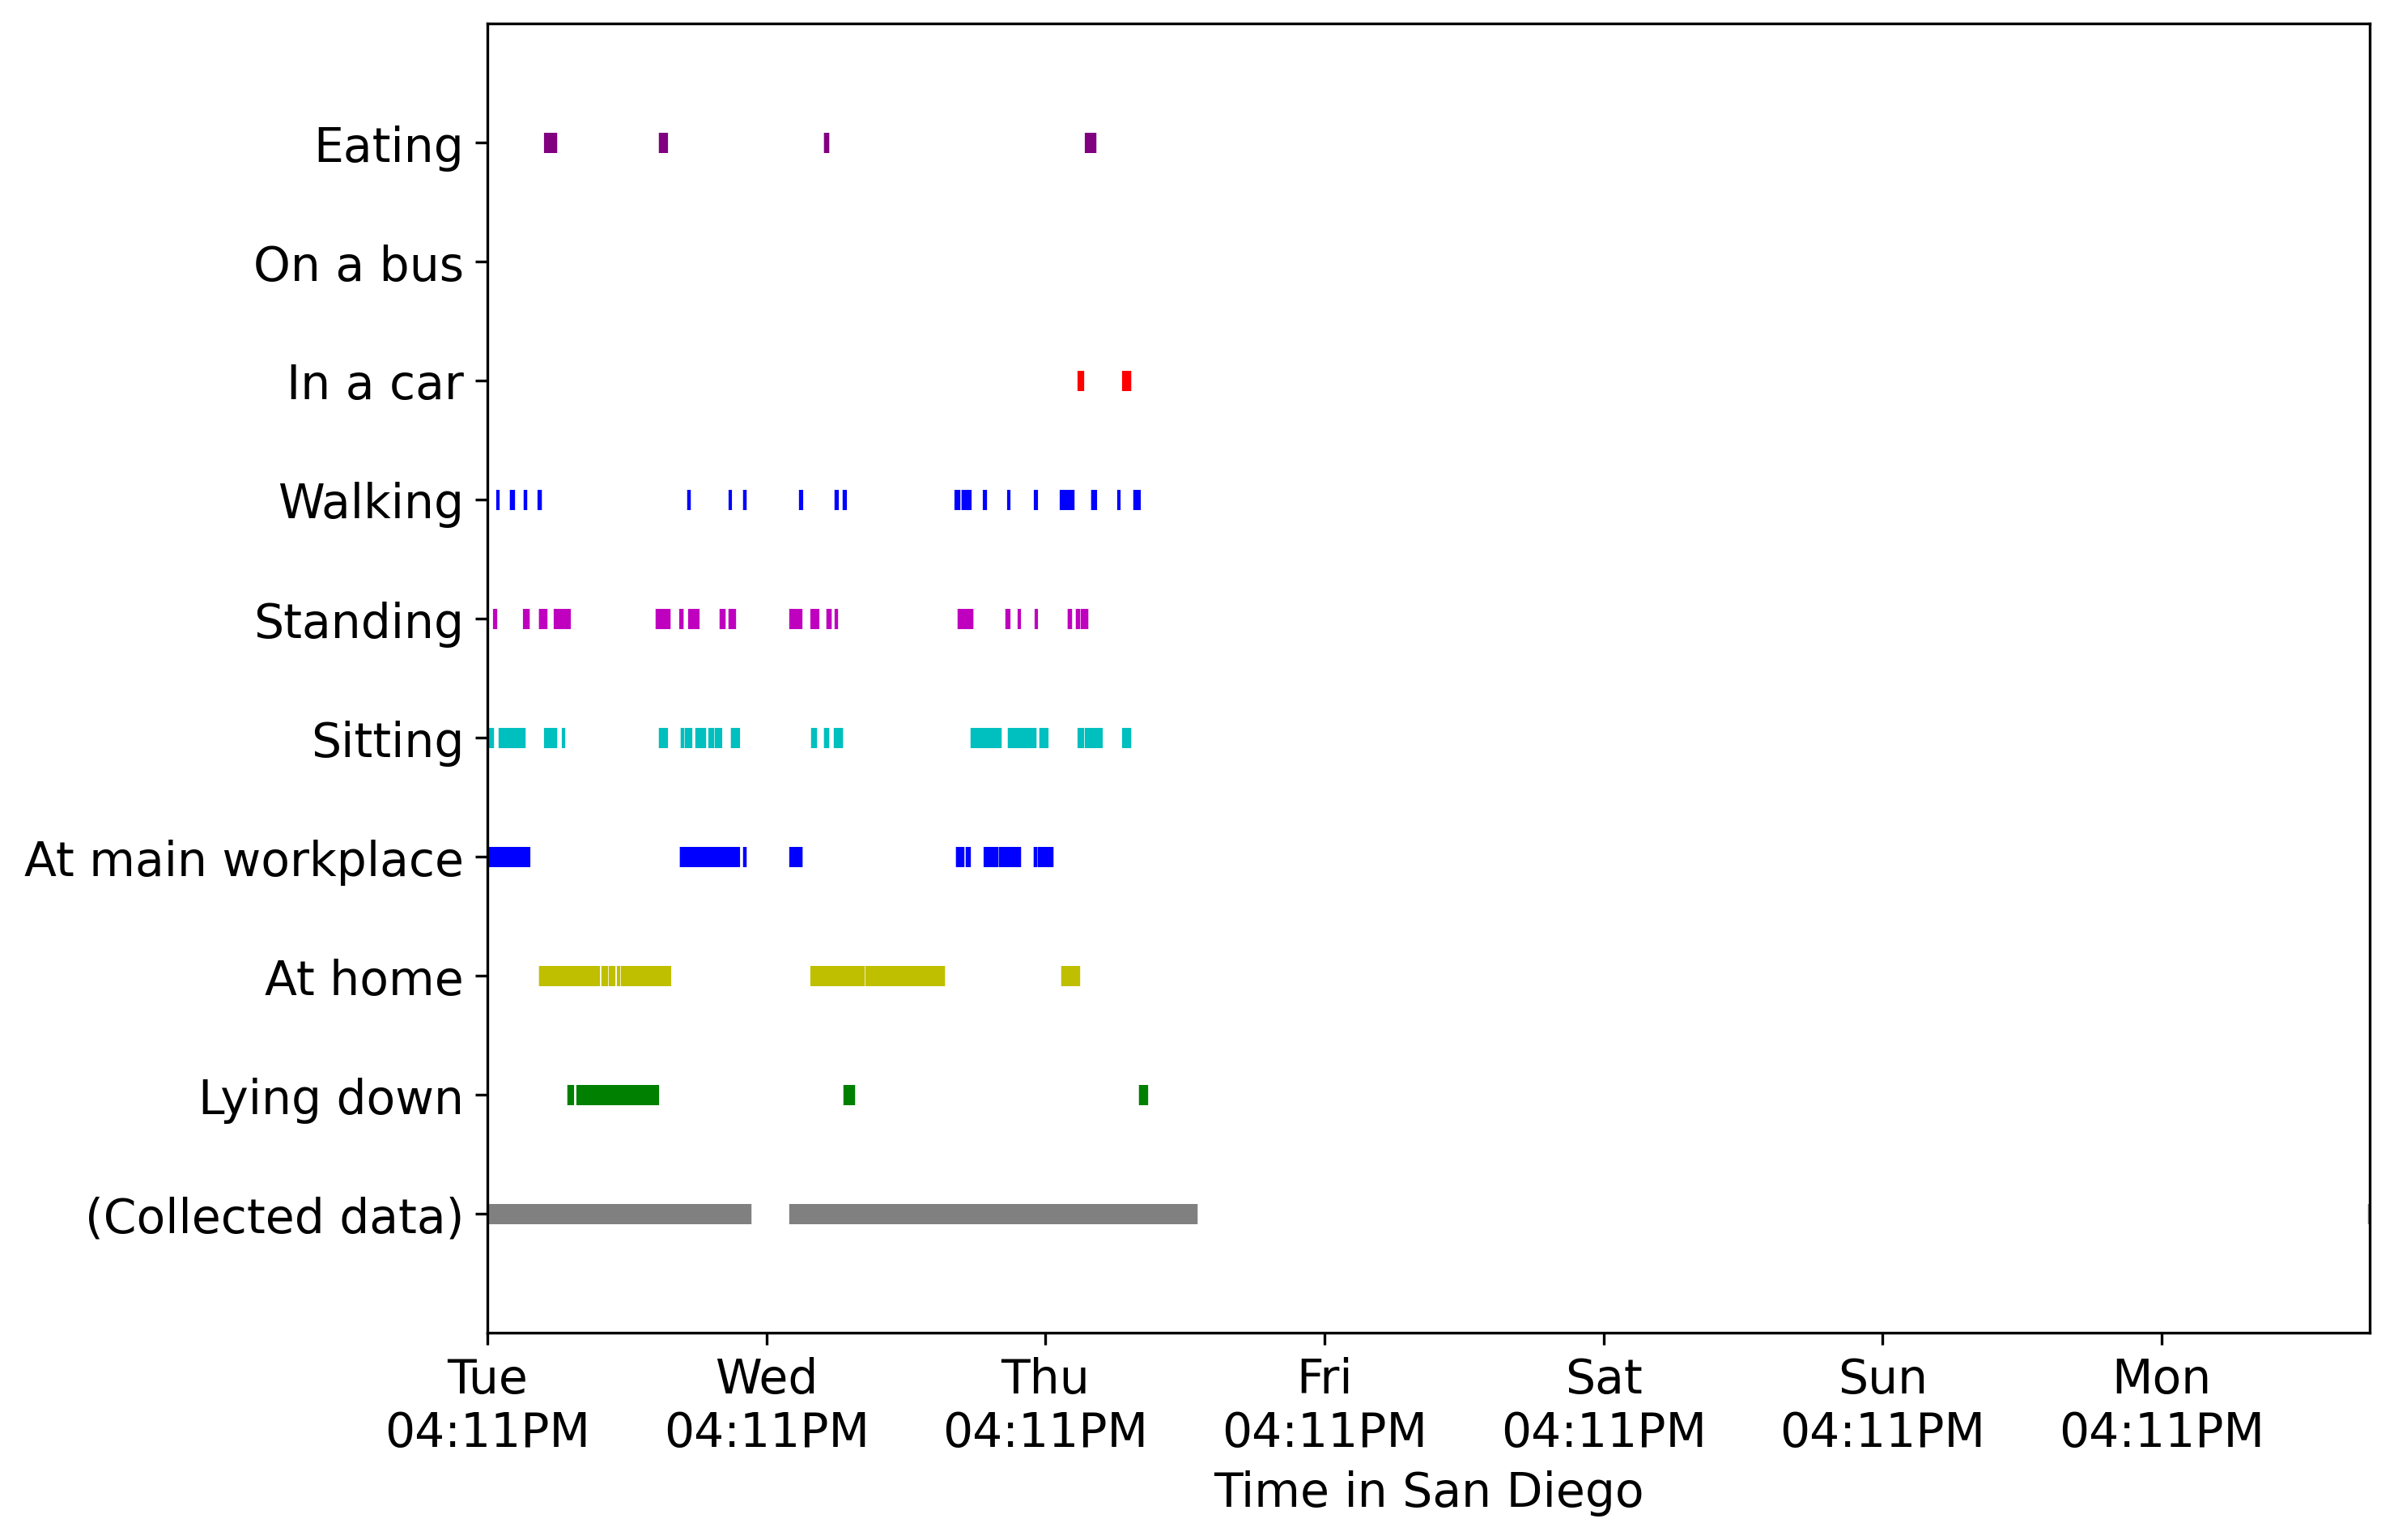 Eating
On a bus
In a car
Walking
Standing
Sitting
At main workplace
At home
Lying down
(Collected data)
Tue Wed Thu Fri Sat Sun Mon
04:11PM 04:11PM 04:11PM 04:11PM 04:11PM 04:11PM 04:11PM
Time in San Diego